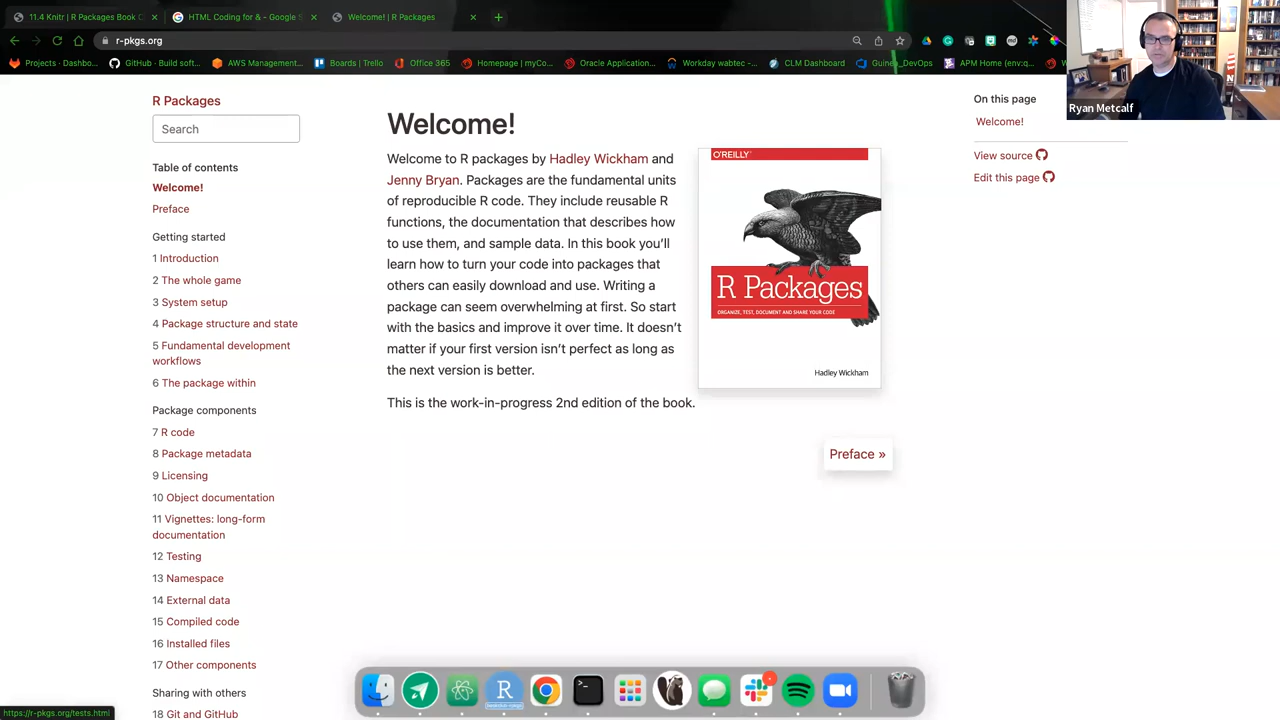 11.4 Knitr | R Packages Book C
HTML Coding for & - Google S
Welcome! | R Packages
r-pkgs.org
Projects · Dashbo...
GitHub · Build soft...
AWS Management...
Boards | Trello
Office 365
Homepage | myCo...
Oracle Application...
Workday wabtec -...
CLM Dashboard
Guinea_DevOps
APM Home (env:q...
Ryan Metcalf
R Packages
Search
Table of contents
Welcome!
Preface
Getting started
1 Introduction
2 The whole game
3 System setup
4 Package structure and state
5 Fundamental development
workflows
6 The package within
Package components
7 R code
8 Package metadata
9 Licensing
10 Object documentation
11 Vignettes: long-form
documentation
12 Testing
13 Namespace
14 External data
15 Compiled code
16 Installed files
17 Other components
Sharing with others
18 Git and GitHub
Welcome!
Welcome to R packages by Hadley Wickham and
Jenny Bryan. Packages are the fundamental units
of reproducible R code. They include reusable R
functions, the documentation that describes how
to use them, and sample data. In this book you'll
learn how to turn your code into packages that
others can easily download and use. Writing a
package can seem overwhelming at first. So start
with the basics and improve it over time. It doesn't
matter if your first version isn't perfect as long as
the next version is better.
This is the work-in-progress 2nd edition of the book.
O'REILLY
R Packages
ORGANIZE, TEST, DOCUMENT AND SHARE YOUR CODE
Hadley Wickham
Preface »
On this page
Welcome!
View source
Edit this page
https://r-pkgs.org/tests.html